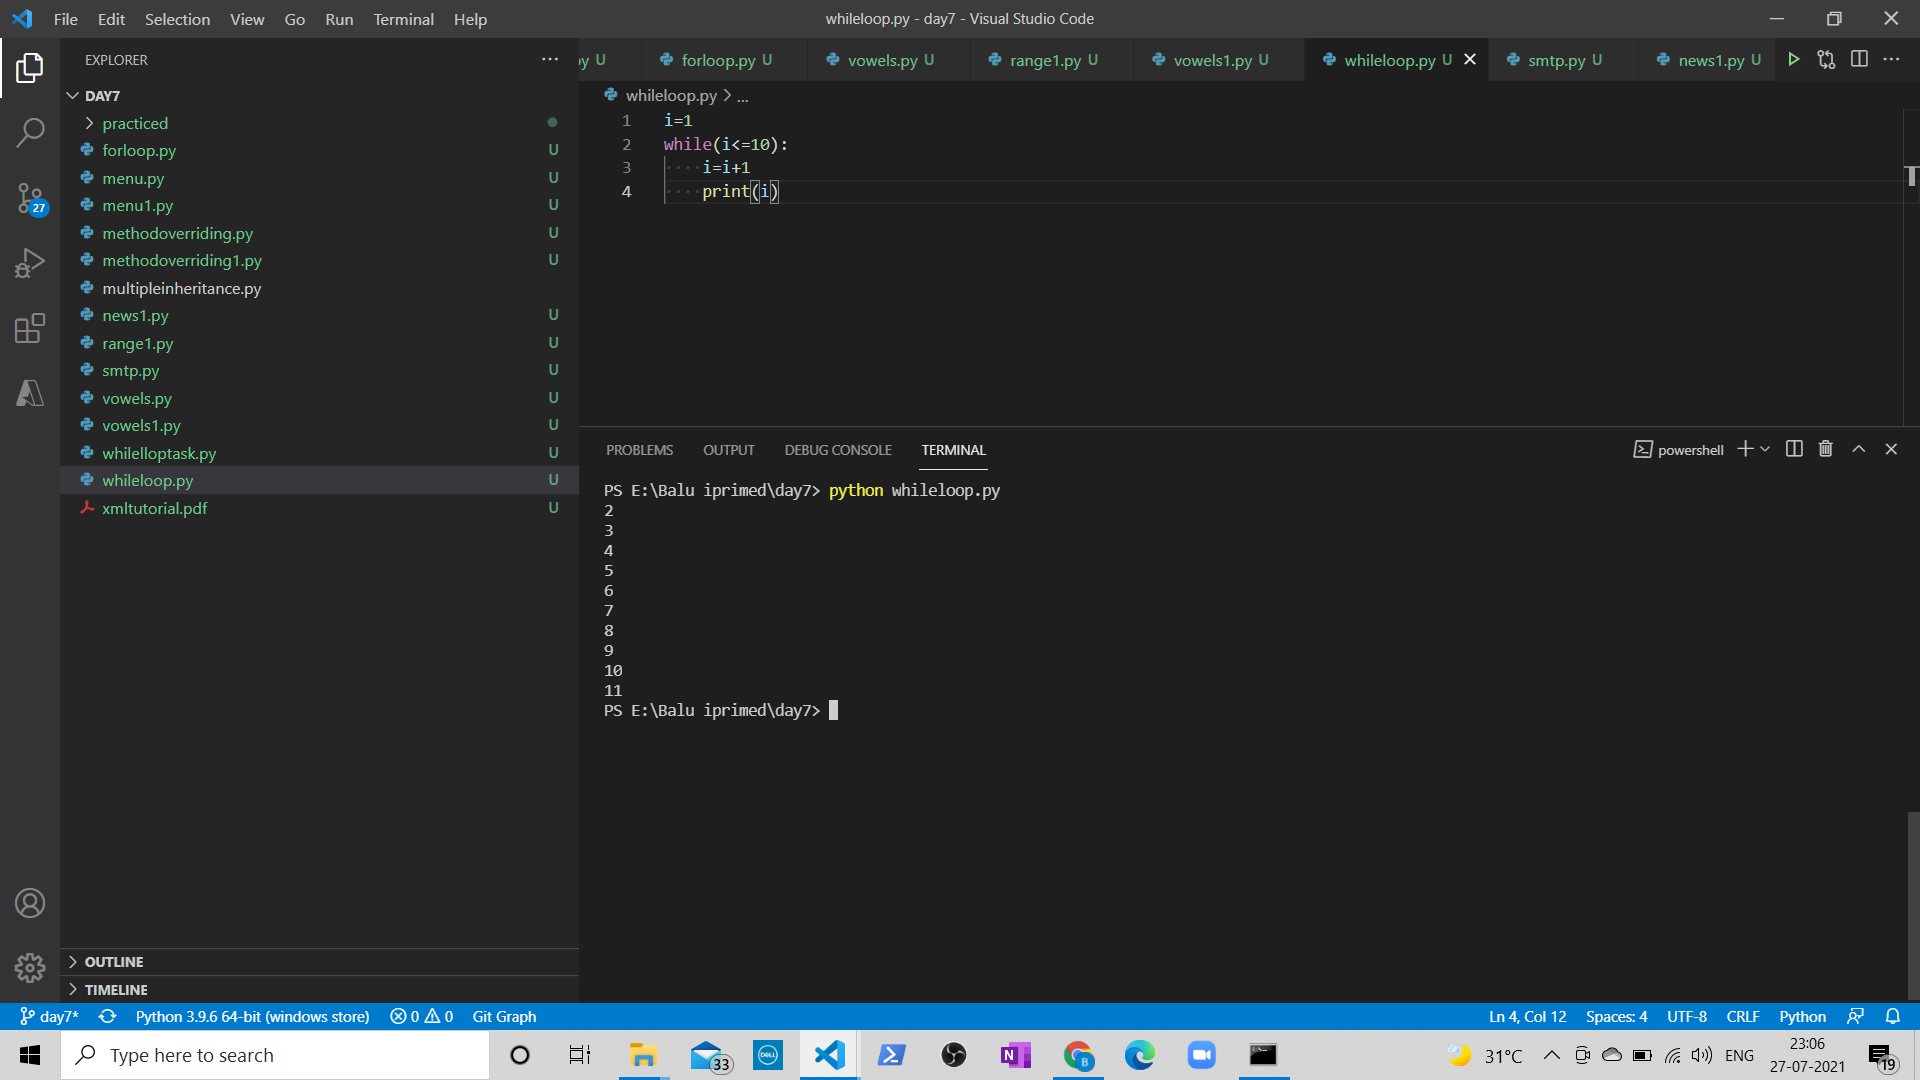 File Edit Selection View Go Run Terminal Help
whileloop.py - day7 - Visual Studio Code
EXPLORER
DAY7
practiced
forloop.py U
menu.py U
menu1.py U
methodoverriding.py U
methodoverriding1.py U
multipleinheritance.py
news1.py U
range1.py U
smtp.py U
vowels.py U
vowels1.py U
whilelloptask.py U
whileloop.py U
xmltutorial.pdf U
OUTLINE
TIMELINE
27
py U forloop.py U vowels.py U range1.py U vowels1.py U whileloop.py U smtp.py U news1.py U
whileloop.py > ...
1 i=1
2 while(i<=10):
3 i=i+1
4 print(i)
PROBLEMS OUTPUT DEBUG CONSOLE TERMINAL
powershell
PS E:\Balu iprimed\day7> python whileloop.py
2
3
4
5
6
7
8
9
10
11
PS E:\Balu iprimed\day7>
day7* Python 3.9.6 64-bit (windows store) 0 0 Git Graph
Ln 4, Col 12 Spaces: 4 UTF-8 CRLF Python
Type here to search
33
DELL
N
B
31°C
ENG
23:06
27-07-2021
19